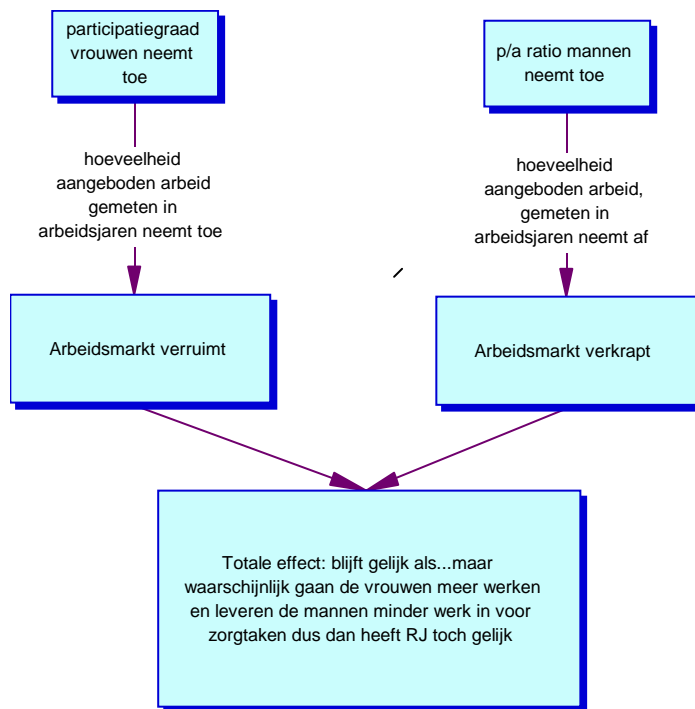 participatiegraad
vrouwen neemt
toe
p/a ratio mannen
neemt toe
hoeveelheid
aangeboden arbeid
gemeten in
arbeidsjaren neemt toe
hoeveelheid
aangeboden arbeid,
gemeten in
arbeidsjaren neemt af
Arbeidsmarkt verruimt
Arbeidsmarkt verkrapt
Totale effect: blijft gelijk als...maar
waarschijnlijk gaan de vrouwen meer werken
en leveren de mannen minder werk in voor
zorgtaken dus dan heeft RJ toch gelijk